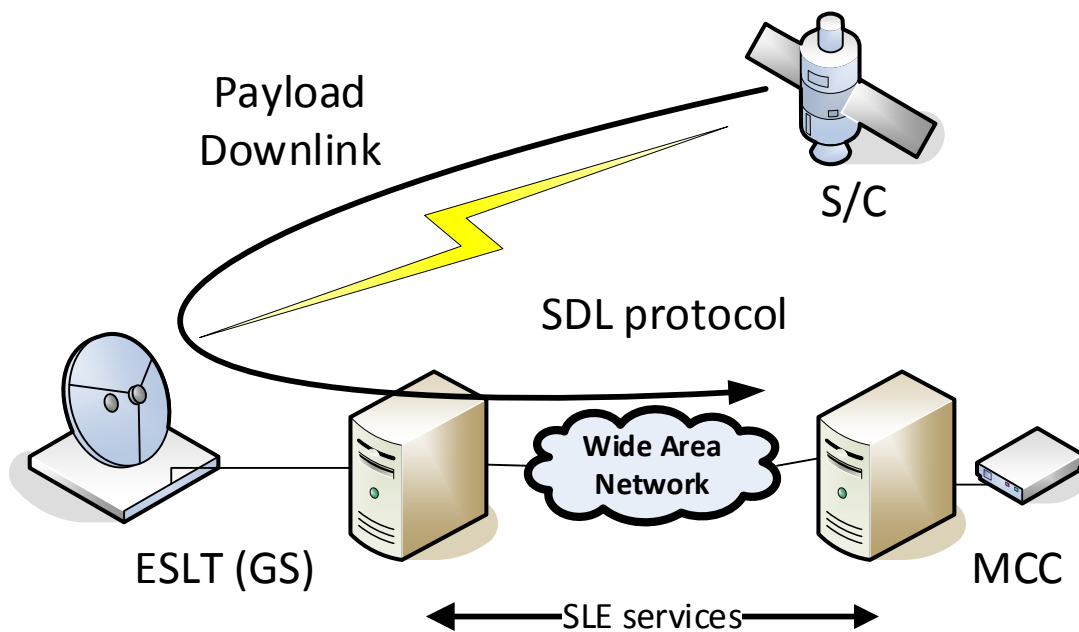 Payload
Downlink
S/C
SDL protocol
Wide Area
Network
ESLT (GS)
MCC
SLE services